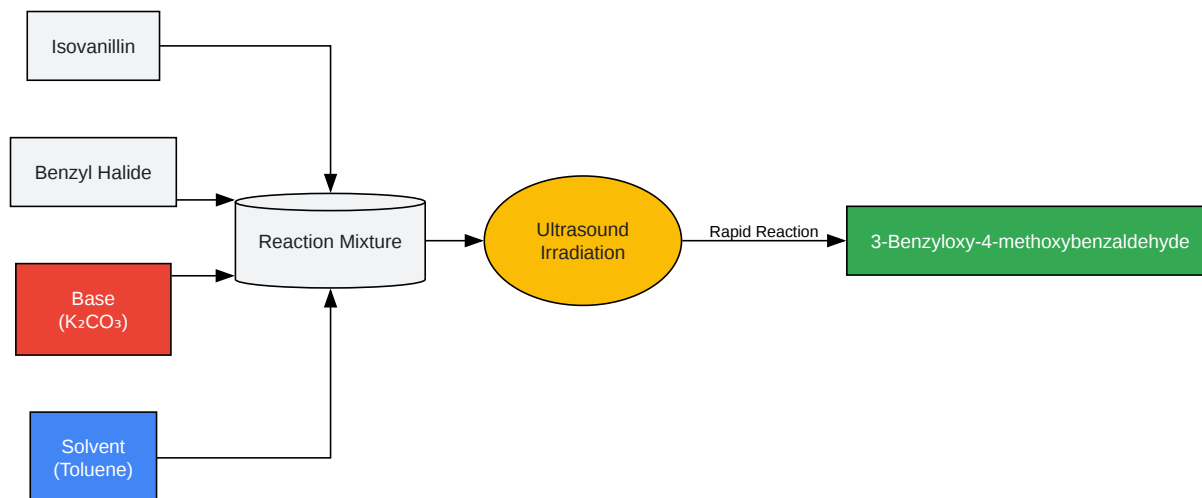 Isovanillin
Benzyl Halide
Base
(K₂CO₃)
Solvent
(Toluene)
Reaction Mixture
Ultrasound
Irradiation
Rapid Reaction
3-Benzyloxy-4-methoxybenzaldehyde